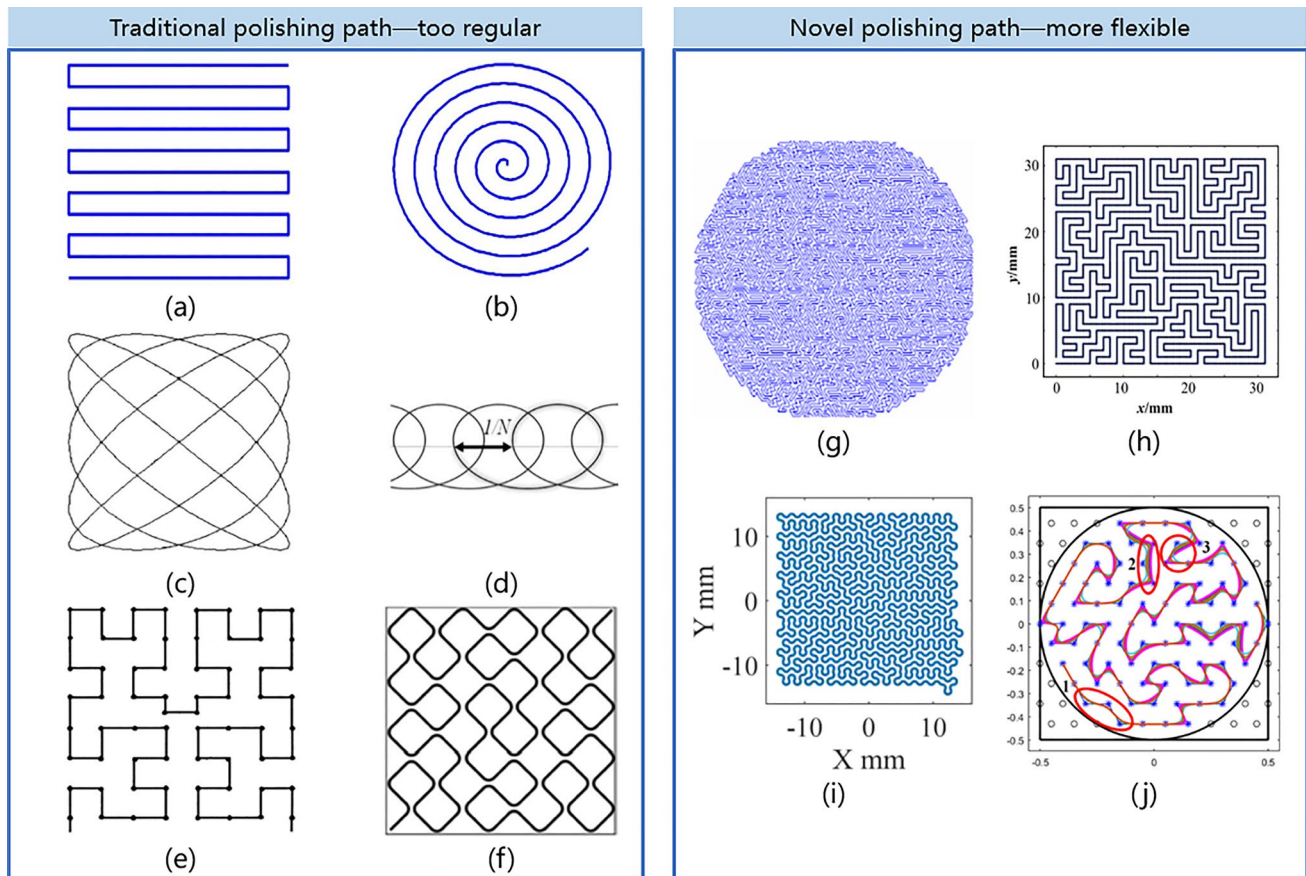 Traditional polishing path—too regular
Novel polishing path—more flexible
(a)
(b)
(c)
1/N
(d)
(e)
(f)
(g)
30
20
10
0
y/mm
0 10 20 30
x/mm
(h)
10
0
-10
Y mm
-10 0 10
X mm
(i)
0.5
0.4
0.3
0.2
0.1
0
-0.1
-0.2
-0.3
-0.4
-0.5
-0.5 0 0.5
1
2
3
(j)